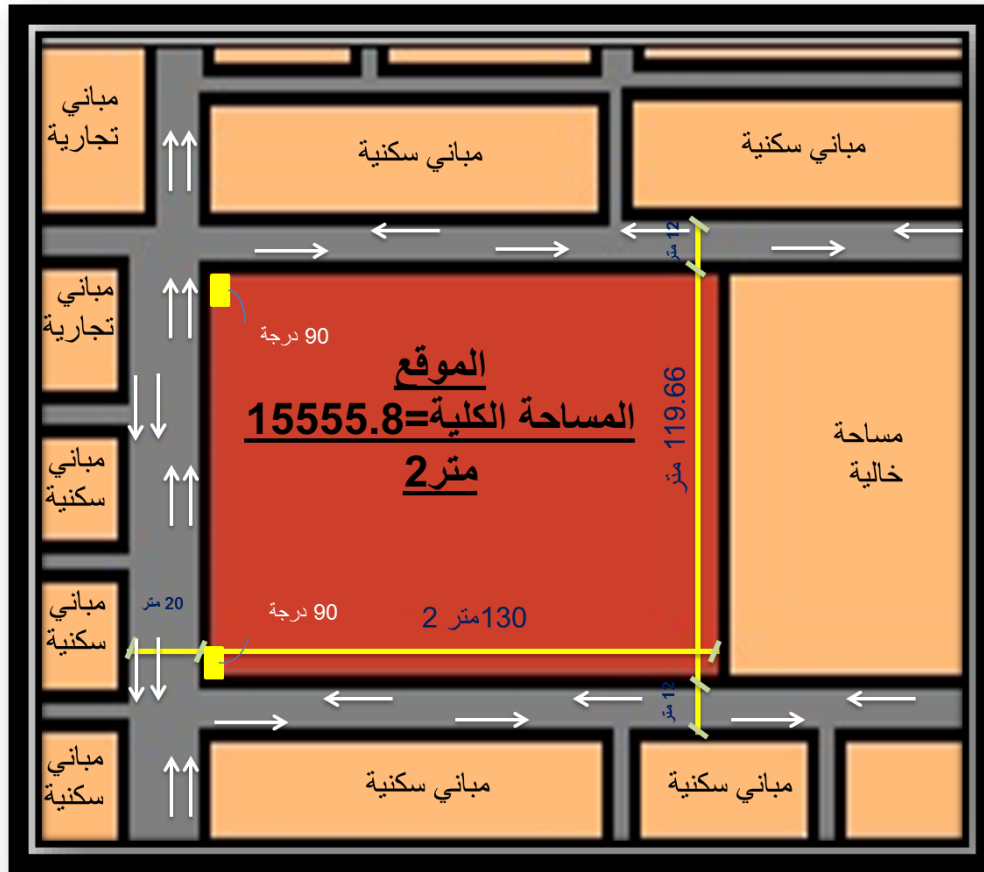 مباني
تجارية
مباني سكنية
مباني سكنية
12 متر
مباني
تجارية
90 درجة
الموقع
المساحة الكلية=15555.8
متر2
119.66 متر
مساحة
خالية
مباني
سكنية
مباني
سكنية
20 متر
90 درجة
130متر 2
12 متر
مباني
سكنية
مباني سكنية
مباني سكنية